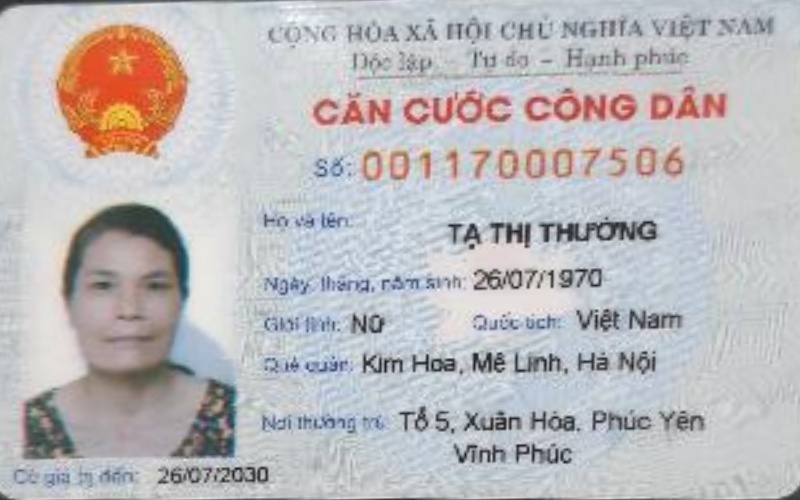 CỘNG HÒA XÃ HỘI CHỦ NGHĨA VIỆT NAM
Độc lập - Tự do - Hạnh phúc
CĂN CƯỚC CÔNG DÂN
Số: 001170007506
Họ và tên:
TẠ THỊ THƯỜNG
Ngày, tháng, năm sinh: 26/07/1970
Giới tính: NỮ Quốc tịch: Việt Nam
Quê quán: Kim Hoa, Mê Linh, Hà Nội
Nơi thường trú: Tổ 5, Xuân Hòa, Phúc Yên
Vĩnh Phúc
Có giá trị đến: 26/07/2030